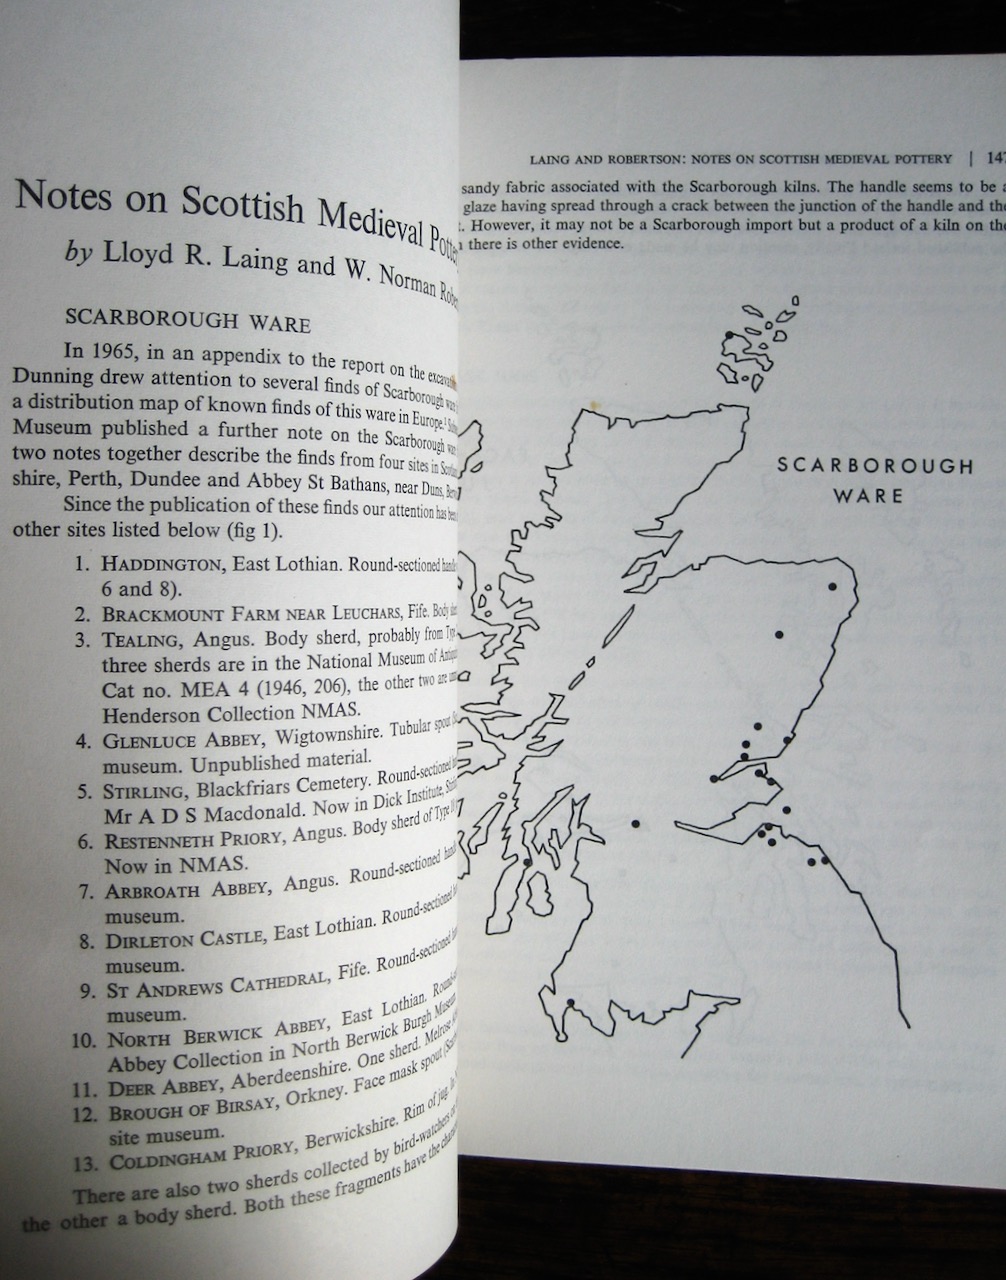 Notes on Scottish Medieval
by Lloyd R. Laing and W. Norman
SCARBOROUGH WARE
In 1965, in an appendix to the report on the
Dunning drew attention to several finds of Scarborough
a distribution map of known finds of this ware in Europe.
Museum published a further note on the Scarborough
two notes together describe the finds from four sites in
shire, Perth, Dundee and Abbey St Bathans, near Duns,
Since the publication of these finds our attention has
other sites listed below (fig 1).
1. HADDINGTON, East Lothian. Round-sectioned
6 and 8).
2. BRACKMOUNT FARM NEAR LEUCHARS, Fife. Body
3. TEALING, Angus. Body sherd, probably from
three sherds are in the National Museum of
Cat no. MEA 4 (1946, 206), the other two are
Henderson Collection NMAS.
4. GLENLUCE ABBEY, Wigtownshire. Tubular spout
museum. Unpublished material.
5. STIRLING, Blackfriars Cemetery. Round-sectioned
Mr A D S Macdonald. Now in Dick Institute,
6. RESTENNETH PRIORY, Angus. Body sherd of Type
Now in NMAS.
7. ARBROATH ABBEY, Angus. Round-sectioned
museum.
8. DIRLETON CASTLE, East Lothian. Round-sectioned
museum.
9. ST ANDREWS CATHEDRAL, Fife. Round-sectioned
museum.
10. NORTH BERWICK ABBEY, East Lothian.
Abbey Collection in North Berwick Burgh
11. DEER ABBEY, Aberdeenshire. One sherd. Melrose
12. BROUGH OF BIRSAY, Orkney. Face mask spout
site museum.
13. COLDINGHAM PRIORY, Berwickshire. Rim of jug.
There are also two sherds collected by bird-watchers
the other a body sherd. Both these fragments have the
LAING AND ROBERTSON: NOTES ON SCOTTISH MEDIEVAL POTTERY | 147
sandy fabric associated with the Scarborough kilns. The handle seems to be
glaze having spread through a crack between the junction of the handle and the
. However, it may not be a Scarborough import but a product of a kiln on the
there is other evidence.
SCARBOROUGH
WARE